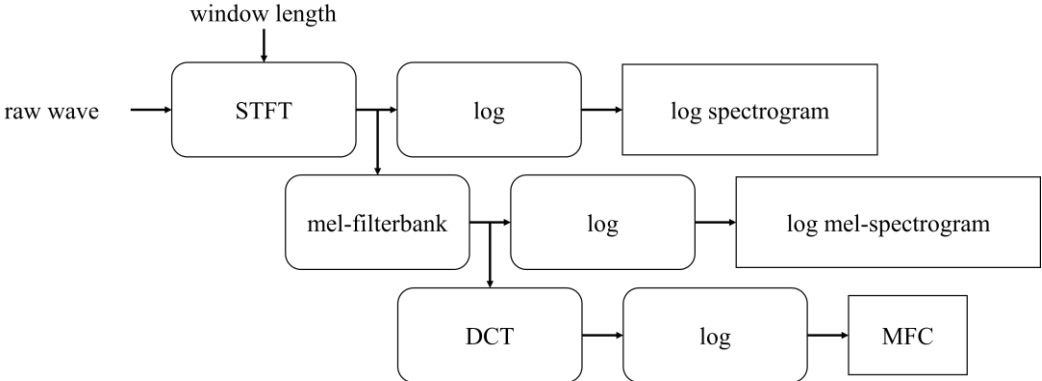 window length
raw wave
STFT
log
log spectrogram
mel-filterbank
log
log mel-spectrogram
DCT
log
MFC